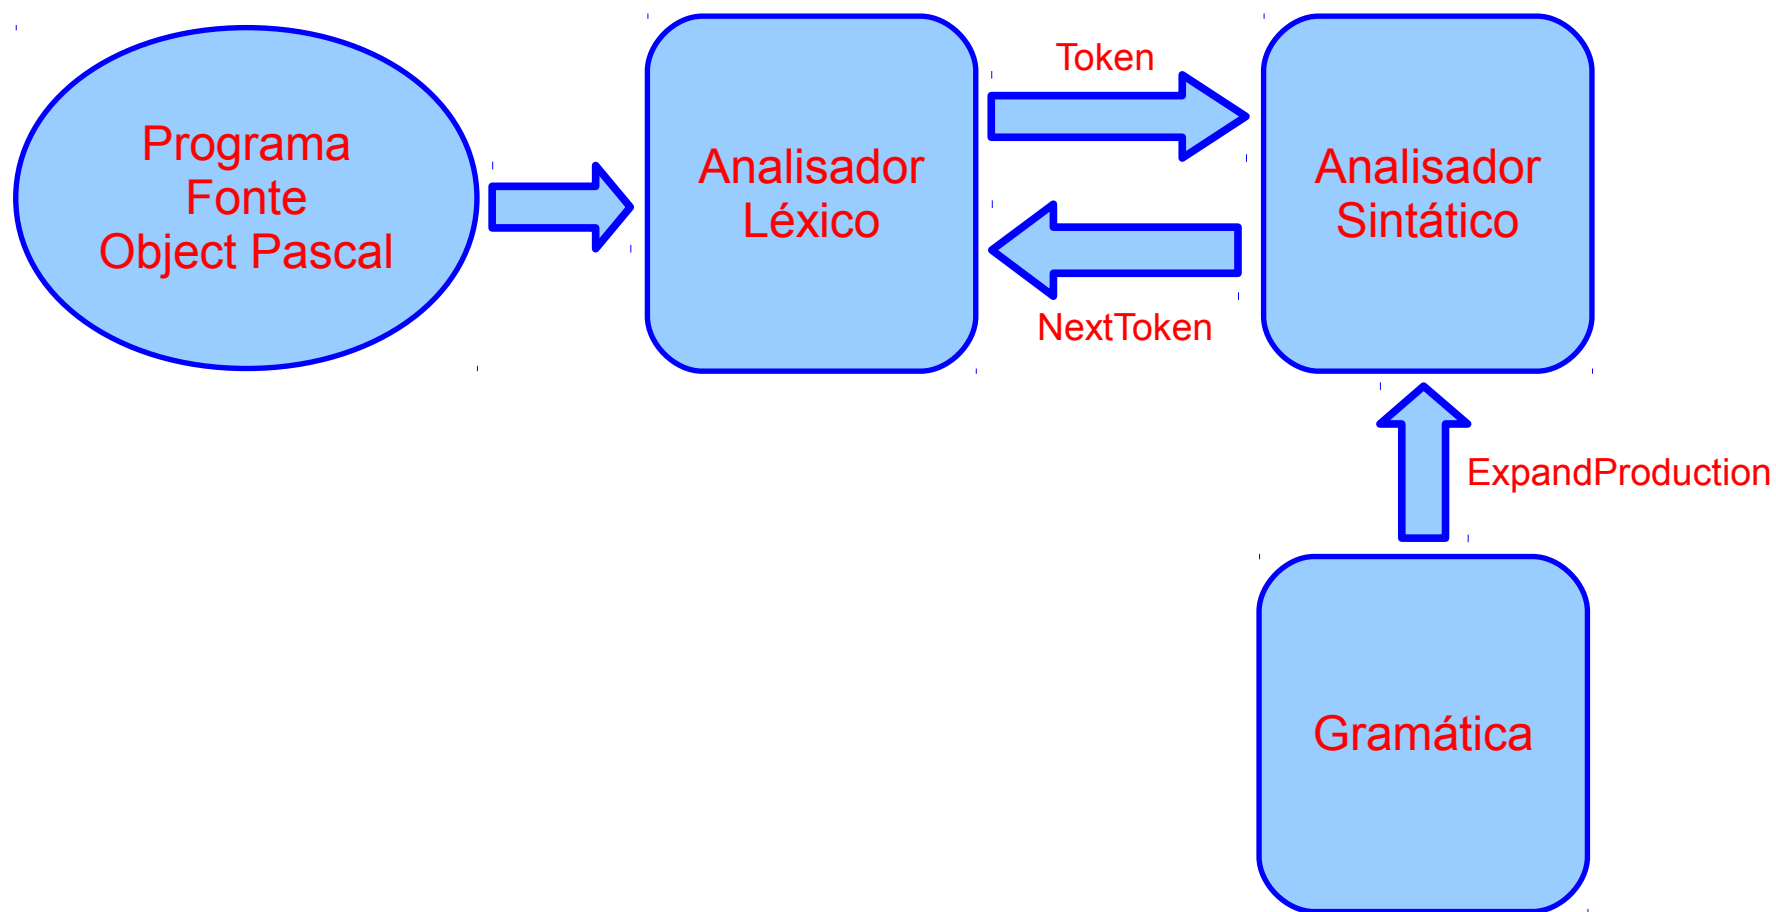 Programa
Fonte
Object Pascal
Analisador
Léxico
Token
NextToken
Analisador
Sintático
ExpandProduction
Gramática